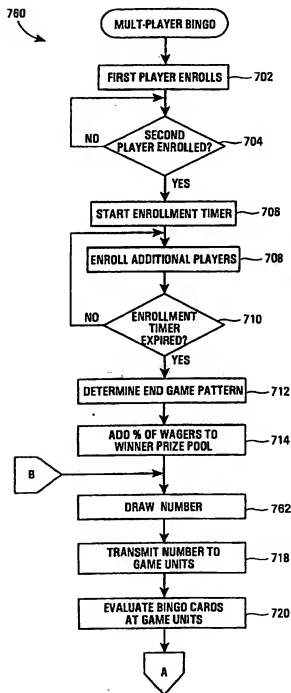 760
MULT-PLAYER BINGO
FIRST PLAYER ENROLLS
702
SECOND
PLAYER ENROLLED?
704
NO
YES
START ENROLLMENT TIMER
706
ENROLL ADDITIONAL PLAYERS
708
NO
ENROLLMENT
TIMER
EXPIRED?
710
YES
DETERMINE END GAME PATTERN
712
ADD % OF WAGERS TO
WINNER PRIZE POOL
714
B
DRAW NUMBER
762
TRANSMIT NUMBER TO
GAME UNITS
718
EVALUATE BINGO CARDS
AT GAME UNITS
720
A